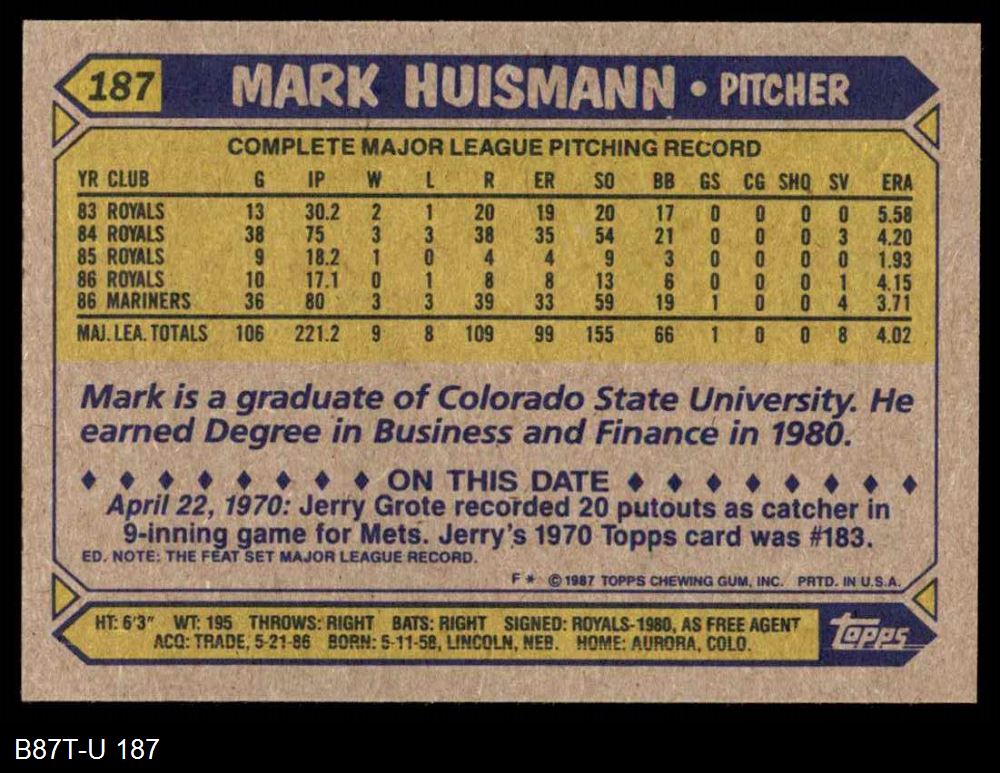 187 MARK HUISMANN • PITCHER
COMPLETE MAJOR LEAGUE PITCHING RECORD
YR CLUB G IP W L R ER SO BB GS CG SHO SV ERA
83 ROYALS 13 30.2 2 1 20 19 20 17 0 0 0 0 5.58
84 ROYALS 38 75 3 3 38 35 54 21 0 0 0 3 4.20
85 ROYALS 9 18.2 1 0 4 4 9 3 0 0 0 0 1.93
86 ROYALS 10 17.1 0 1 8 8 13 6 0 0 0 1 4.15
86 MARINERS 36 80 3 3 39 33 59 19 1 0 0 4 3.71
MAJ. LEA. TOTALS 106 221.2 9 8 109 99 155 66 1 0 0 8 4.02
Mark is a graduate of Colorado State University. He
earned Degree in Business and Finance in 1980.
♦ ♦ ♦ ♦ ♦ ♦ ♦ ♦ ON THIS DATE ♦ ♦ ♦ ♦ ♦ ♦ ♦ ♦
April 22, 1970: Jerry Grote recorded 20 putouts as catcher in
9-inning game for Mets. Jerry's 1970 Topps card was #183.
ED. NOTE: THE FEAT SET MAJOR LEAGUE RECORD.
F* ©1987 TOPPS CHEWING GUM, INC. PRTD. IN U.S.A.
HT: 6'3" WT: 195 THROWS: RIGHT BATS: RIGHT SIGNED: ROYALS-1980, AS FREE AGENT
ACQ: TRADE, 5-21-86 BORN: 5-11-58, LINCOLN, NEB. HOME: AURORA, COLO.
topps
B87T-U 187